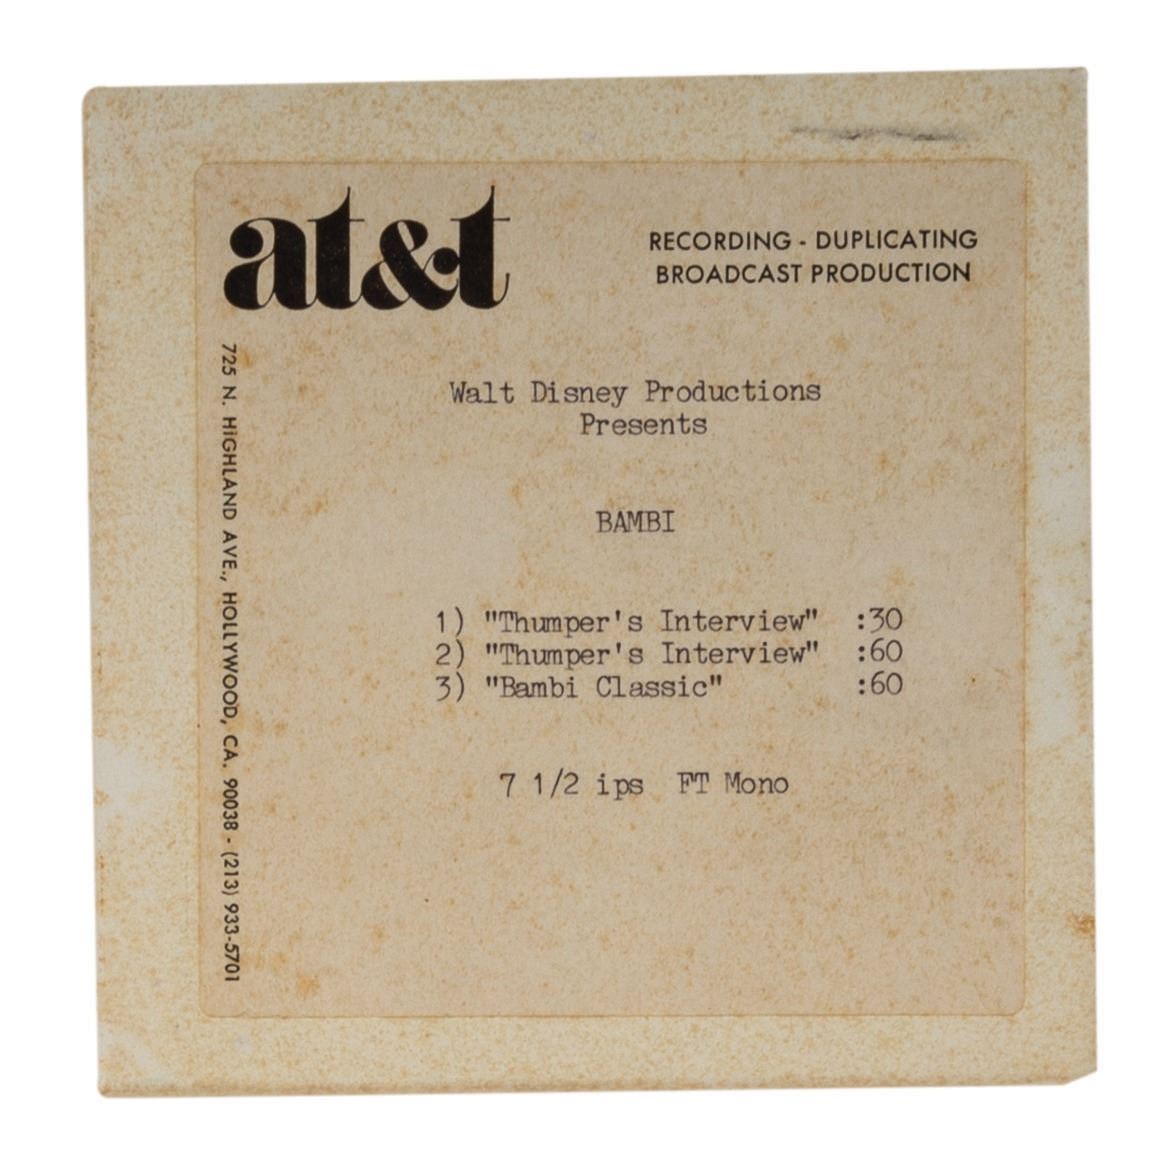 at&t
RECORDING - DUPLICATING
BROADCAST PRODUCTION
725 N. HIGHLAND AVE., HOLLYWOOD, CA. 90038 - (213) 933-5701
Walt Disney Productions
Presents
BAMBI
1) "Thumper's Interview" :30
2) "Thumper's Interview" :60
3) "Bambi Classic" :60
7 1/2 ips FT Mono